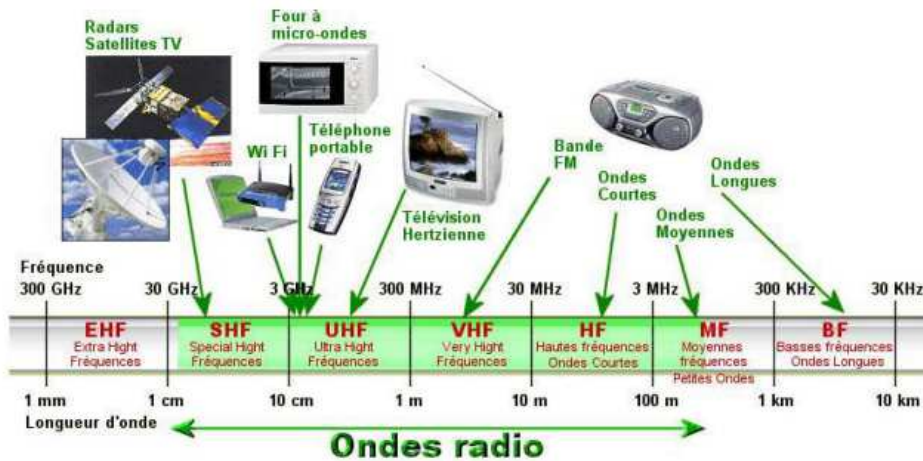 Radars
Satellites TV
Four à
micro-ondes
Wi Fi
Téléphone
portable
Télévision
Hertzienne
Bande
FM
Ondes
Courtes
Ondes
Moyennes
Ondes
Longues
Fréquence
300 GHz 30 GHz 3 GHz 300 MHz 30 MHz 3 MHz 300 KHz 30 KHz
EHF SHF UHF VHF HF MF BF
Extra Hight Special Hight Ultra Hight Very Hight Hautes fréquences Moyennes Basses fréquences
Fréquences Fréquences Fréquences Fréquences Ondes Courtes fréquences Ondes Longues
Petites Ondes
1 mm 1 cm 10 cm 1 m 10 m 100 m 1 km 10 km
Longueur d'onde
Ondes radio